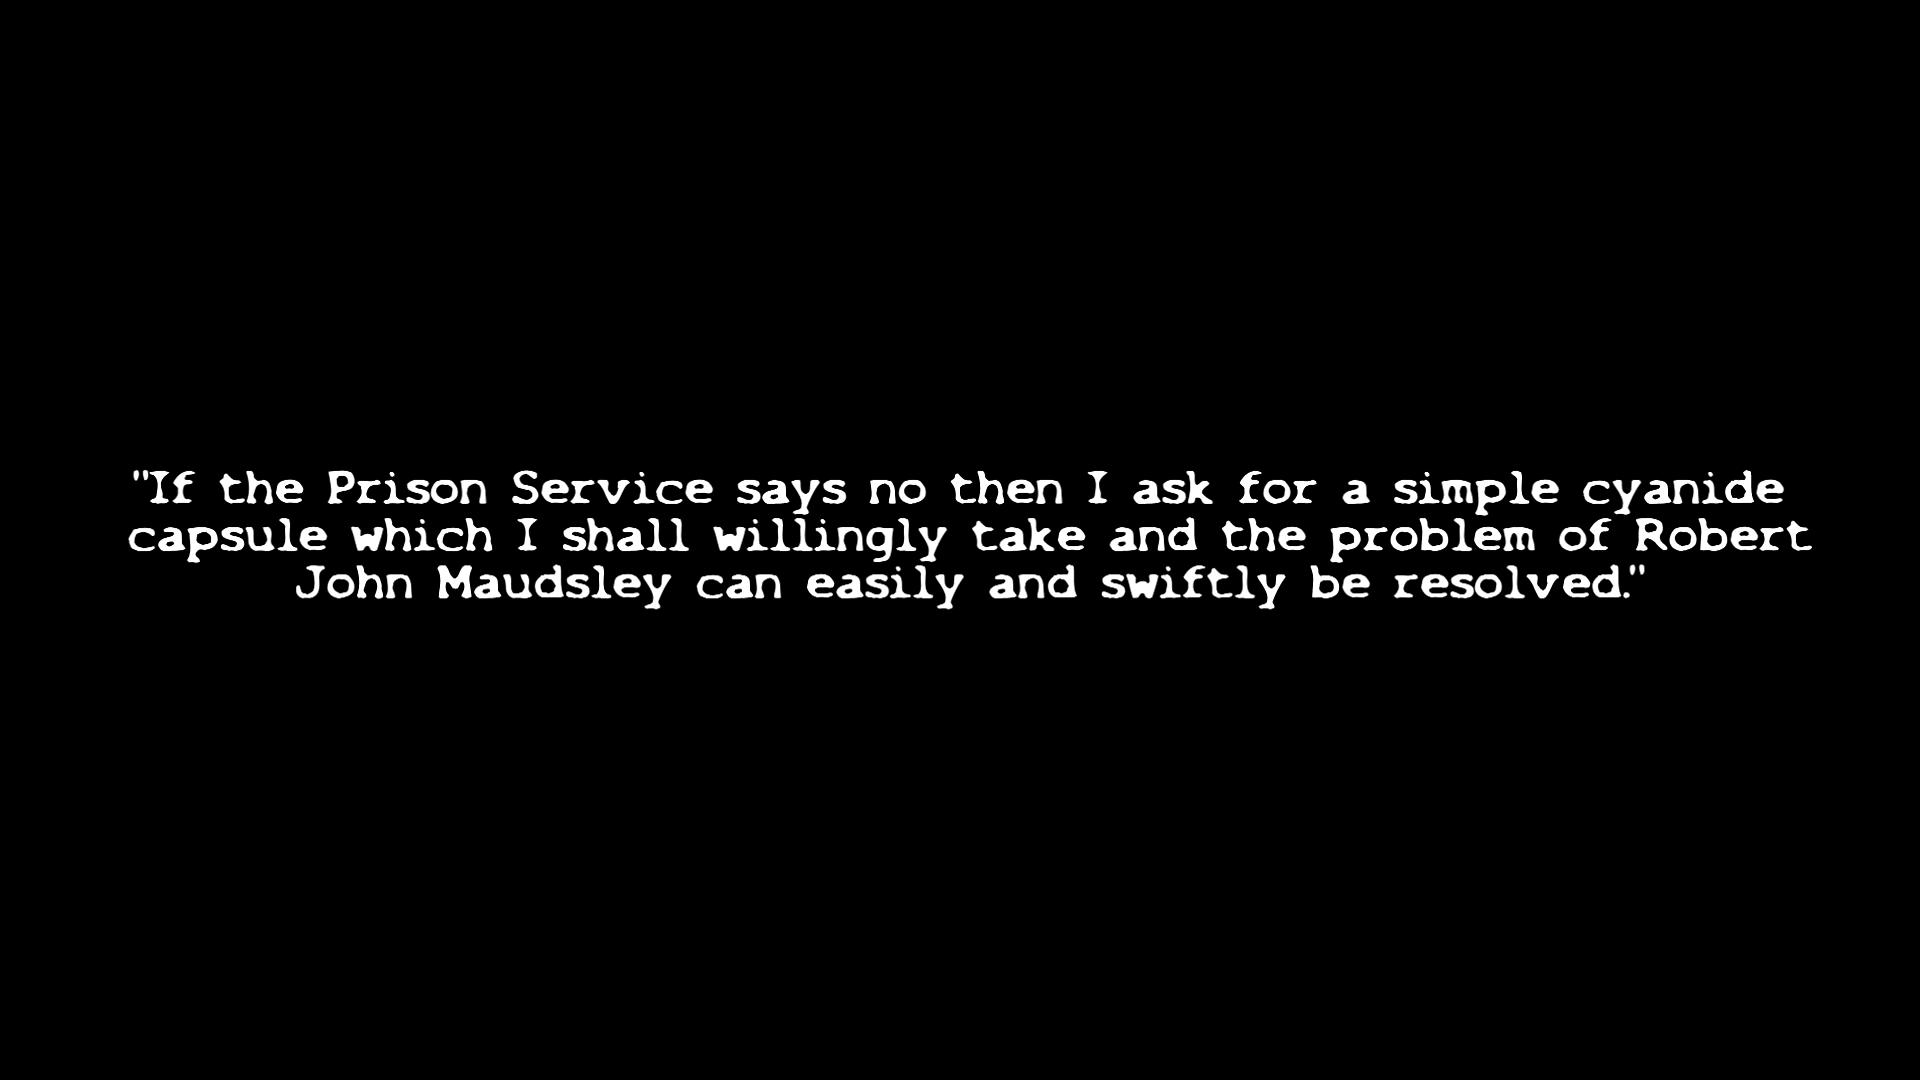 "If the Prison Service says no then I ask for a simple cyanide
capsule which I shall willingly take and the problem of Robert
John Maudsley can easily and swiftly be resolved."